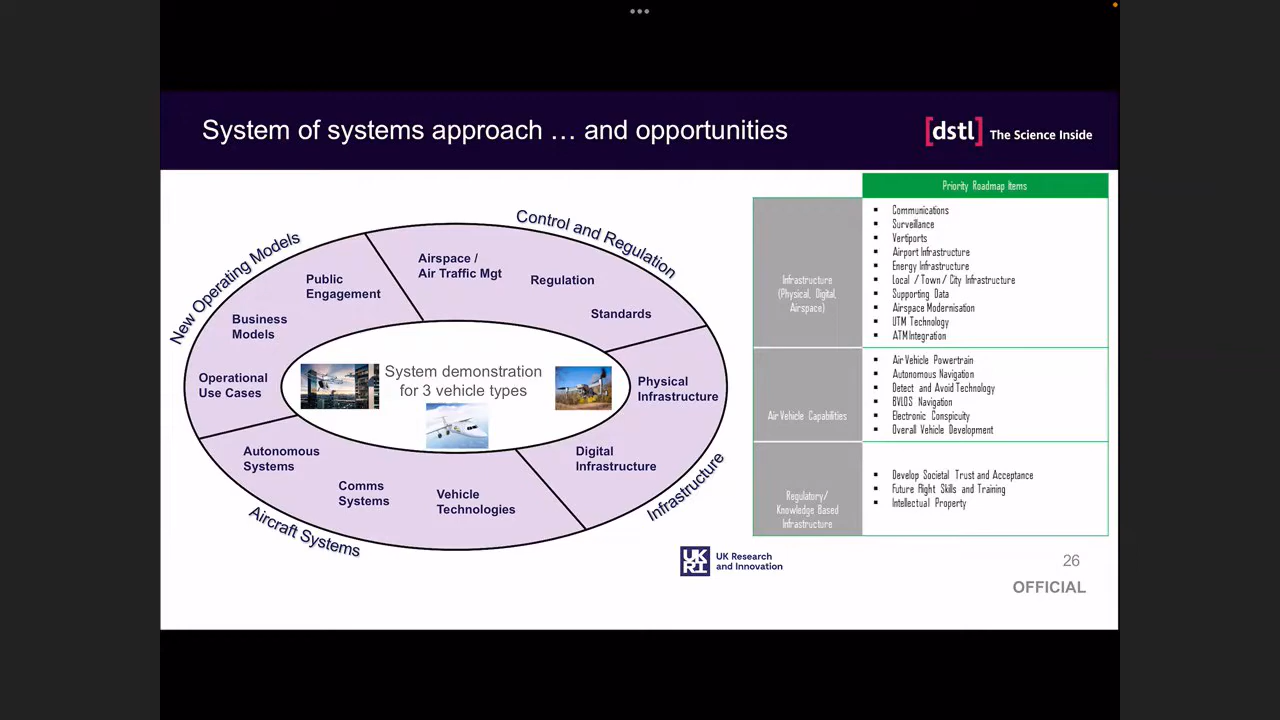 System of systems approach … and opportunities
[dstl] The Science Inside
New Operating Models
Control and Regulation
Infrastructure
Aircraft Systems
Public
Engagement
Business
Models
Operational
Use Cases
Airspace /
Air Traffic Mgt
Regulation
Standards
Physical
Infrastructure
Digital
Infrastructure
Autonomous
Systems
Comms
Systems
Vehicle
Technologies
System demonstration
for 3 vehicle types
Priority Roadmap Items
Infrastructure
(Physical, Digital,
Airspace)
▪ Communications
▪ Surveillance
▪ Vertiports
▪ Airport Infrastructure
▪ Energy Infrastructure
▪ Local / Town / City Infrastructure
▪ Supporting Data
▪ Airspace Modernisation
▪ UTM Technology
▪ ATM Integration
Air Vehicle Capabilities
▪ Air Vehicle Powertrain
▪ Autonomous Navigation
▪ Detect and Avoid Technology
▪ BVLOS Navigation
▪ Electronic Conspicuity
▪ Overall Vehicle Development
Regulatory/
Knowledge Based
Infrastructure
▪ Develop Societal Trust and Acceptance
▪ Future Flight Skills and Training
▪ Intellectual Property
UK
RI
UK Research
and Innovation
26
OFFICIAL